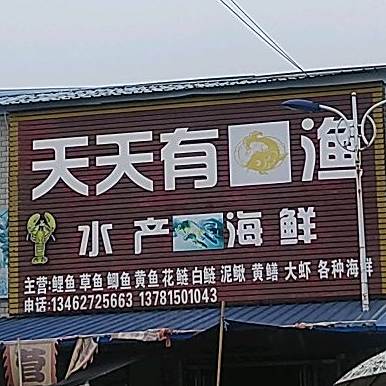 天天有渔
水产海鲜
主营:鲤鱼 草鱼 鲫鱼 黄鱼 花鲢 白鲢 泥鳅 黄鳝 大虾 各种海鲜
电话:13462725663 13781501043
营